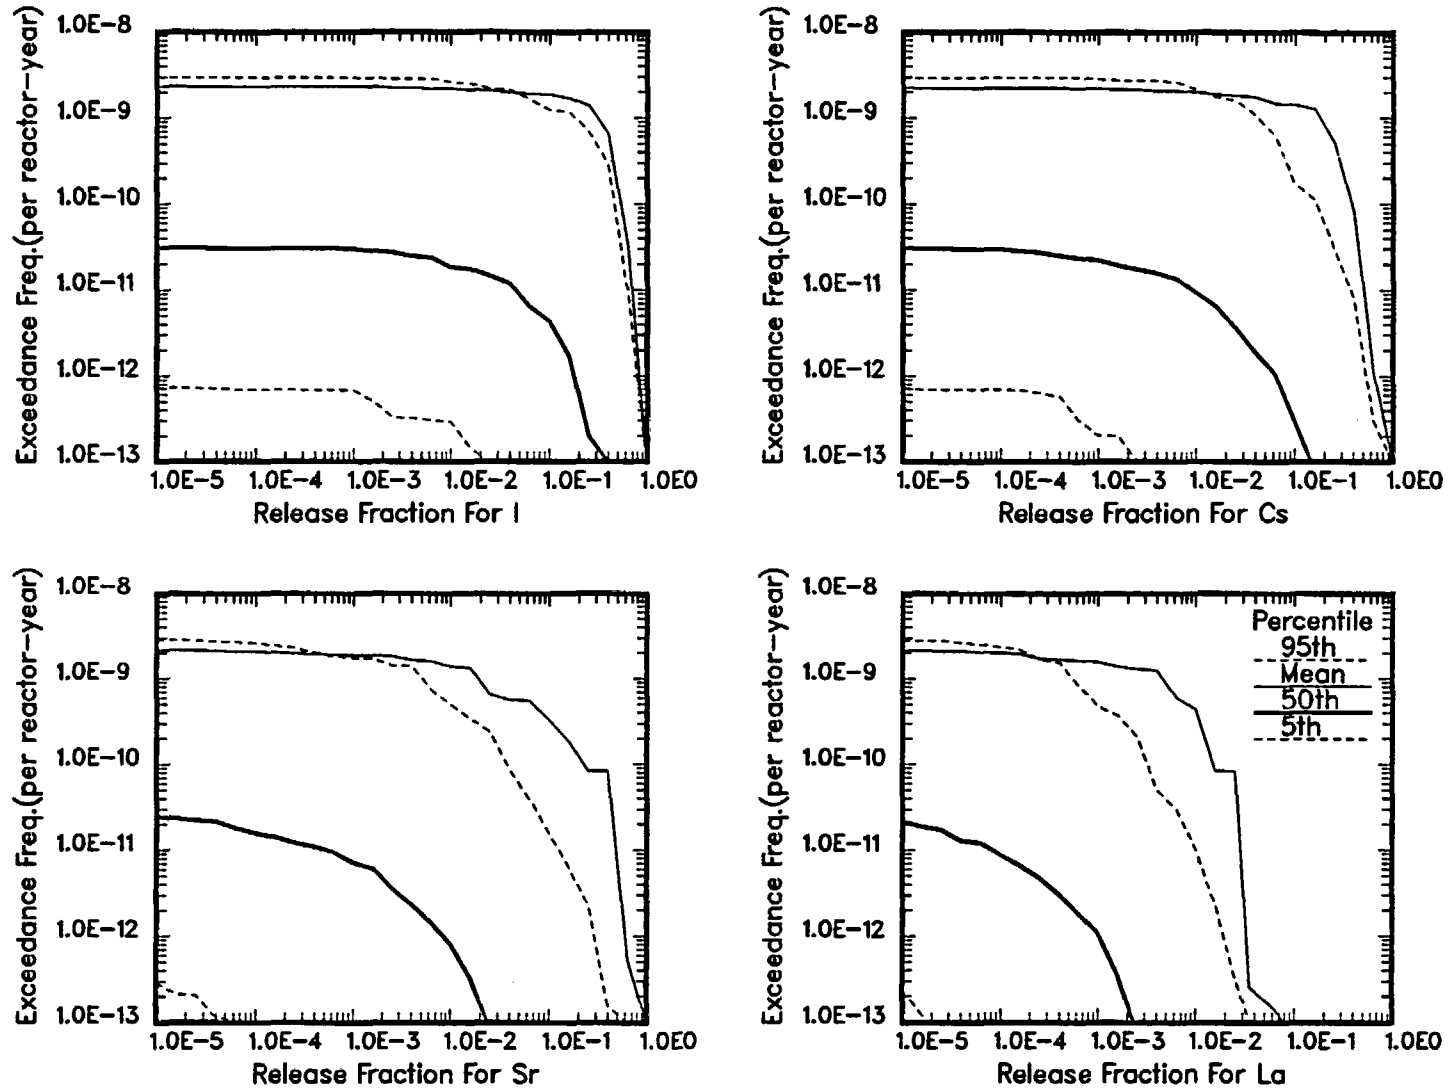 Exceedance Freq.(per reactor-year)
1.0E-8
1.0E-9
1.0E-10
1.0E-11
1.0E-12
1.0E-13
1.0E-5 1.0E-4 1.0E-3 1.0E-2 1.0E-1 1.0E0
Release Fraction For I
Exceedance Freq.(per reactor-year)
1.0E-8
1.0E-9
1.0E-10
1.0E-11
1.0E-12
1.0E-13
1.0E-5 1.0E-4 1.0E-3 1.0E-2 1.0E-1 1.0E0
Release Fraction For Cs
Exceedance Freq.(per reactor-year)
1.0E-8
1.0E-9
1.0E-10
1.0E-11
1.0E-12
1.0E-13
1.0E-5 1.0E-4 1.0E-3 1.0E-2 1.0E-1 1.0E0
Release Fraction For Sr
Exceedance Freq.(per reactor-year)
1.0E-8
1.0E-9
1.0E-10
1.0E-11
1.0E-12
1.0E-13
Percentile
95th
Mean
50th
5th
1.0E-5 1.0E-4 1.0E-3 1.0E-2 1.0E-1 1.0E0
Release Fraction For La